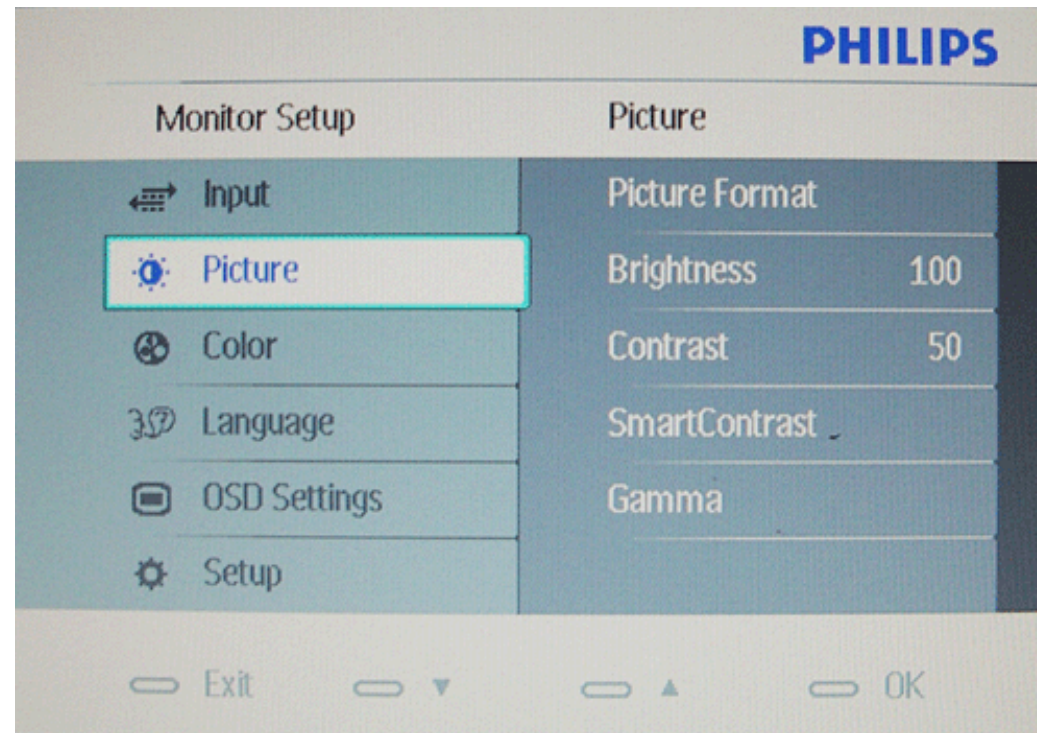 PHILIPS
Monitor Setup
Picture
Input
Picture
Color
Language
OSD Settings
Setup
Picture Format
Brightness 100
Contrast 50
SmartContrast
Gamma
Exit ▼ ▲ OK